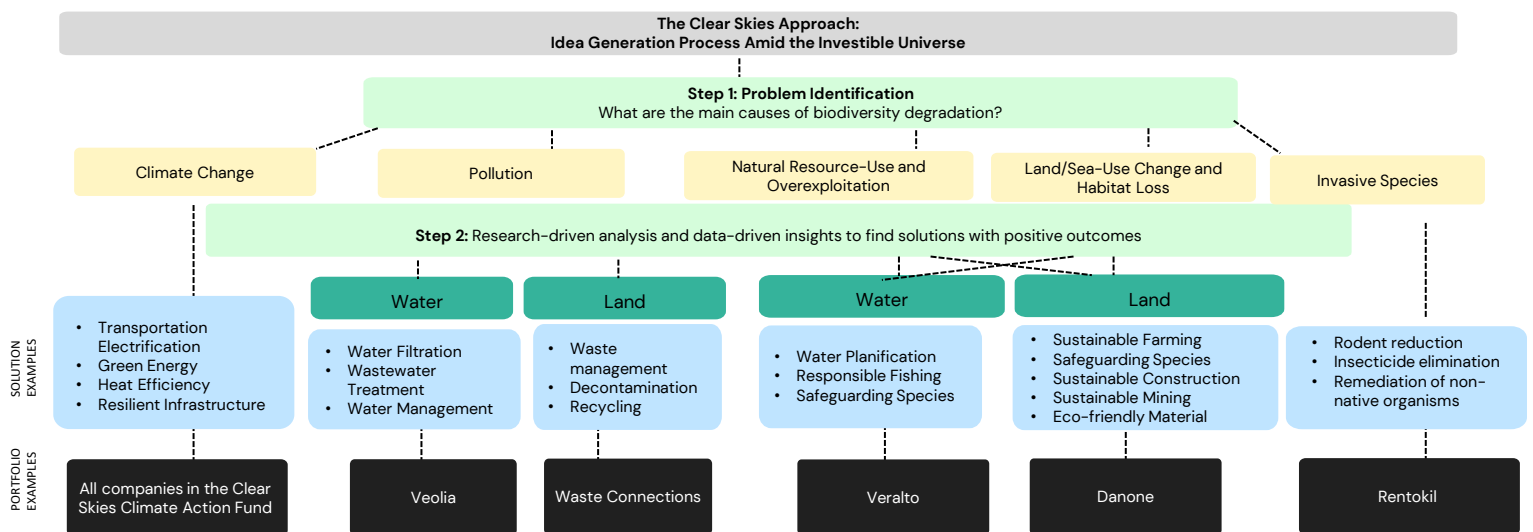 The Clear Skies Approach:
Idea Generation Process Amid the Investible Universe
Step 1: Problem Identification
What are the main causes of biodiversity degradation?
Climate Change
Pollution
Natural Resource-Use and
Overexploitation
Land/Sea-Use Change and
Habitat Loss
Invasive Species
Step 2: Research-driven analysis and data-driven insights to find solutions with positive outcomes
Water
Land
Water
Land
SOLUTION
EXAMPLES
• Transportation
Electrification
• Green Energy
• Heat Efficiency
• Resilient Infrastructure
• Water Filtration
• Wastewater
Treatment
• Water Management
• Waste
management
• Decontamination
• Recycling
• Water Planification
• Responsible Fishing
• Safeguarding Species
• Sustainable Farming
• Safeguarding Species
• Sustainable Construction
• Sustainable Mining
• Eco-friendly Material
• Rodent reduction
• Insecticide elimination
• Remediation of non-
native organisms
PORTFOLIO
EXAMPLES
All companies in the Clear
Skies Climate Action Fund
Veolia
Waste Connections
Veralto
Danone
Rentokil